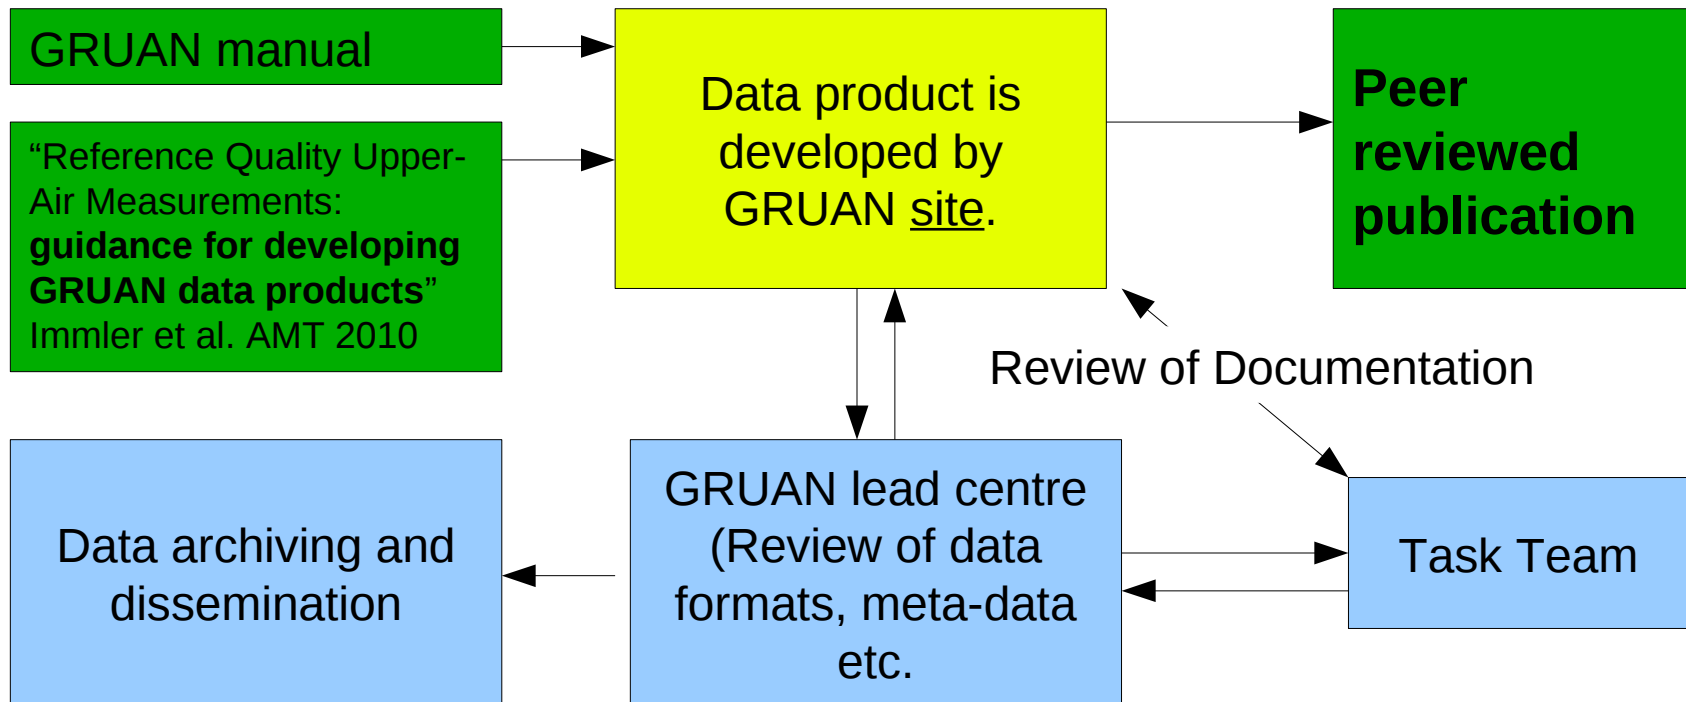 GRUAN manual
“Reference Quality Upper-
Air Measurements:
guidance for developing
GRUAN data products”
Immler et al. AMT 2010
Data product is
developed by
GRUAN site.
Peer
reviewed
publication
Review of Documentation
Data archiving and
dissemination
GRUAN lead centre
(Review of data
formats, meta-data
etc.
Task Team